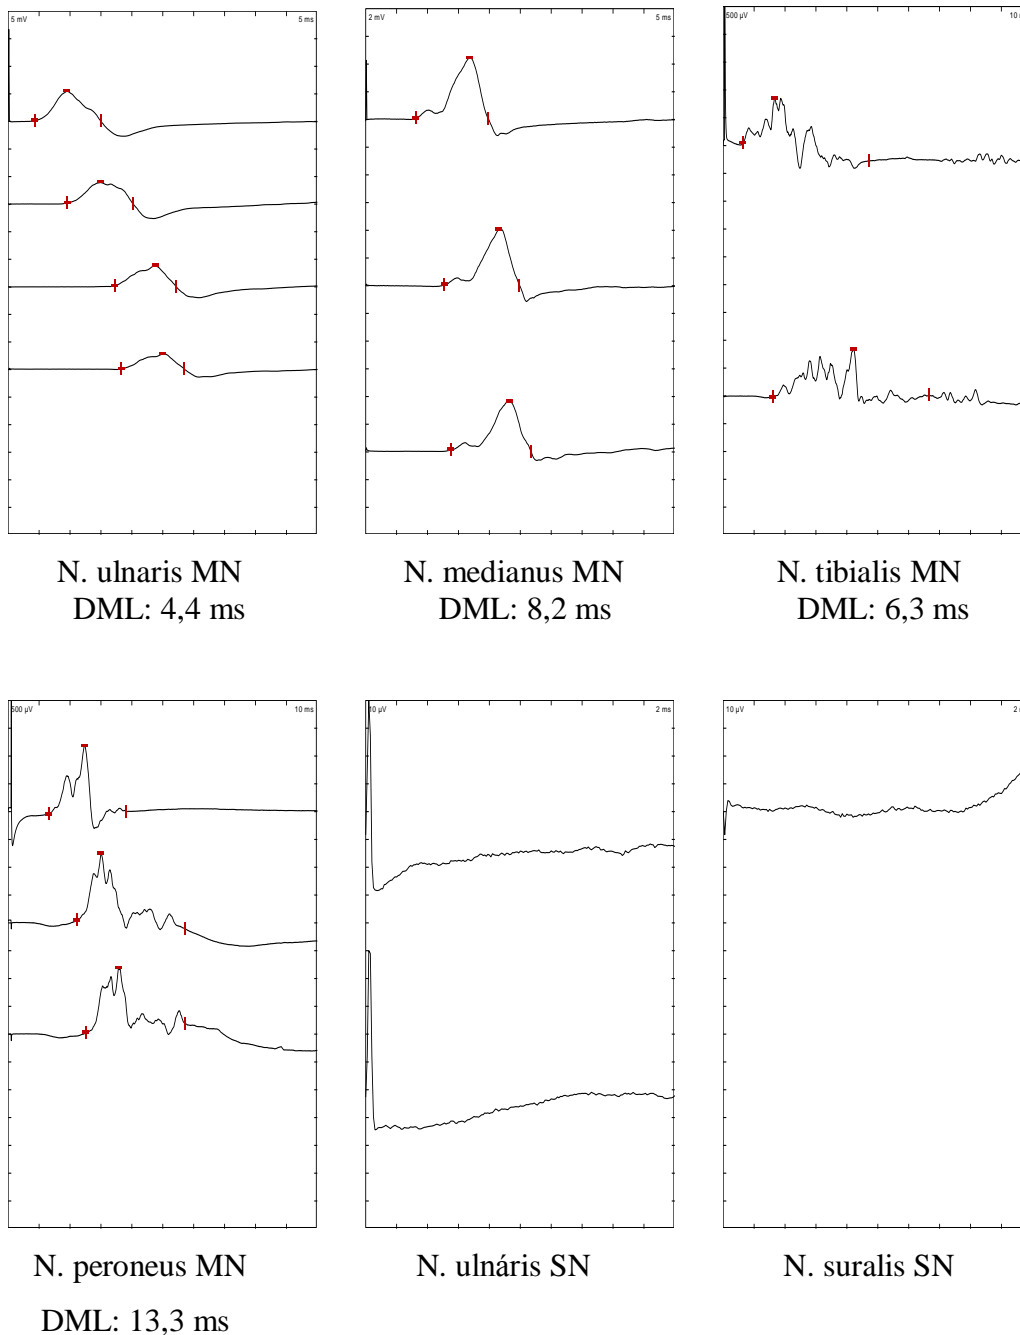 5 mV 5 ms
2 mV 5 ms
500 µV 10 m
N. ulnaris MN
DML: 4,4 ms
N. medianus MN
DML: 8,2 ms
N. tibialis MN
DML: 6,3 ms
500 µV 10 ms
10 µV 2 ms
10 µV 2 m
N. peroneus MN
DML: 13,3 ms
N. ulnáris SN
N. suralis SN